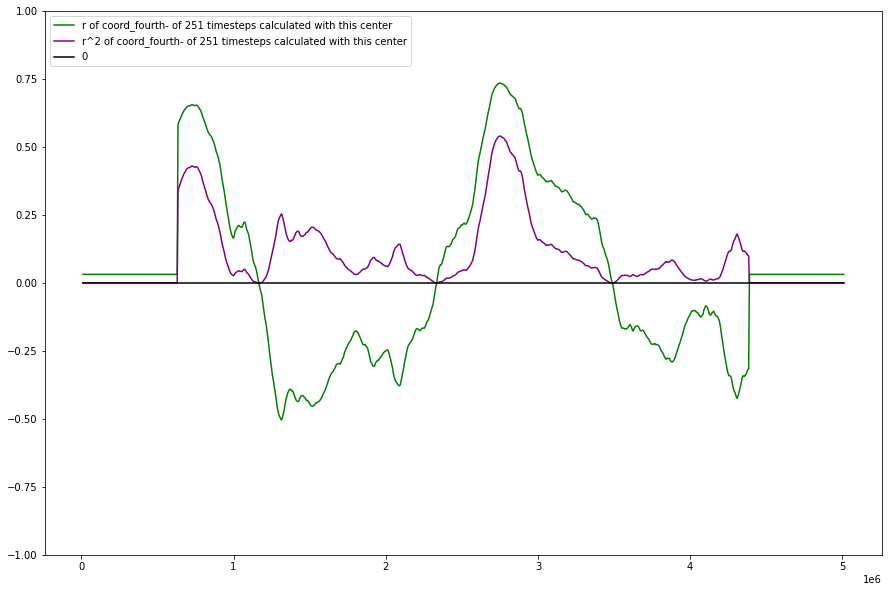 r of coord_fourth- of 251 timesteps calculated with this center
r^2 of coord_fourth- of 251 timesteps calculated with this center
0
1.00
0.75
0.50
0.25
0.00
−0.25
−0.50
−0.75
−1.00
0 1 2 3 4 5
1e6